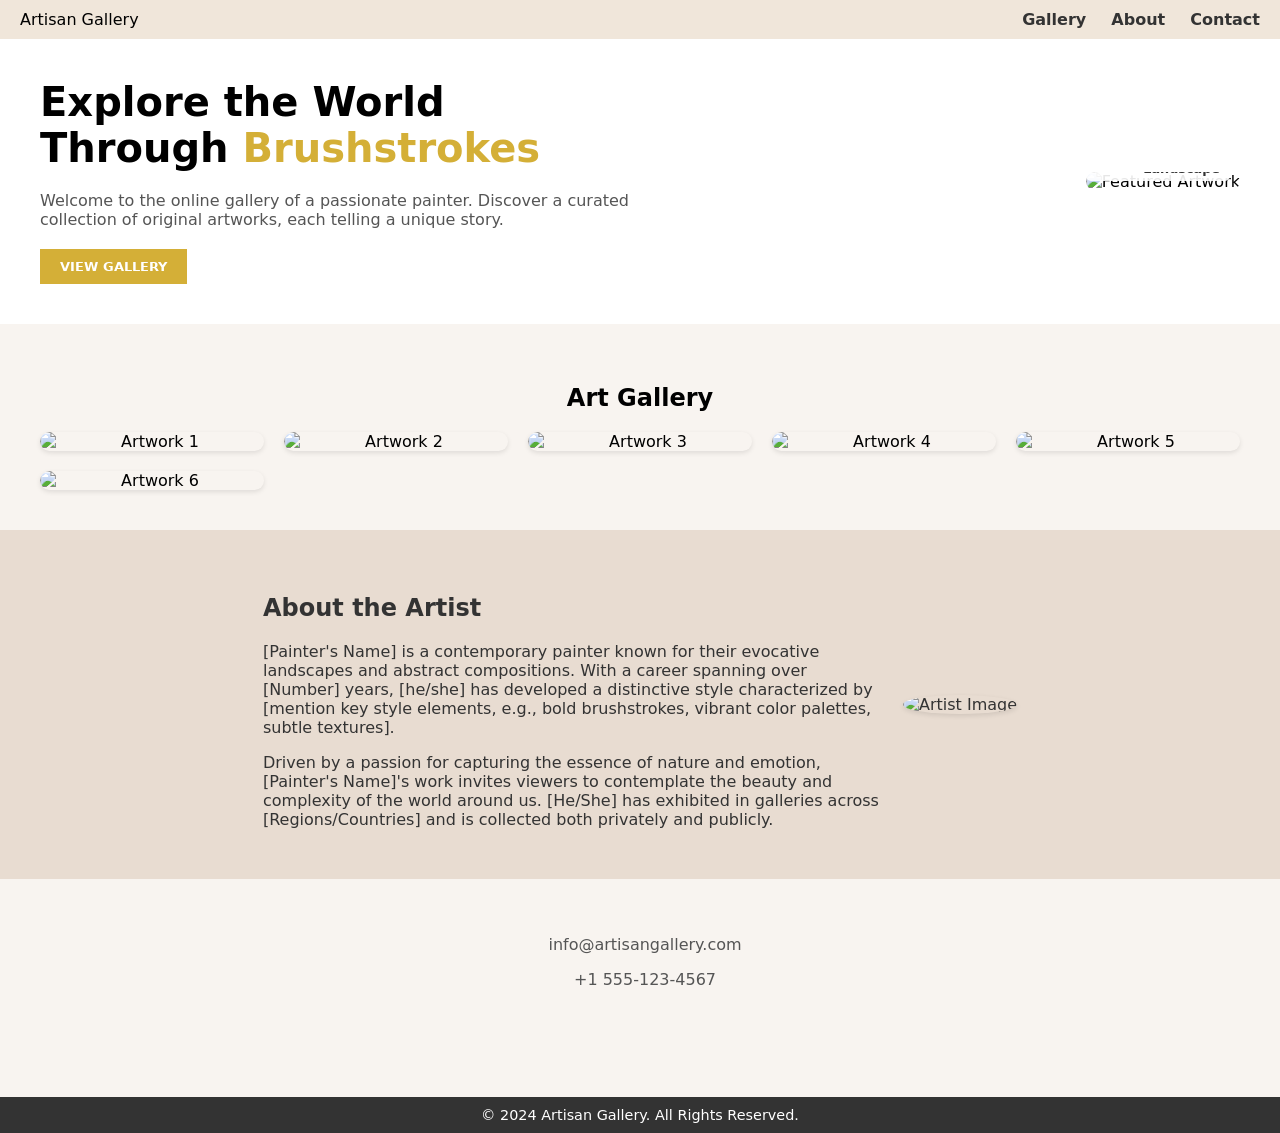 Artisan Gallery
Gallery
About
Contact
Explore the World
Through Brushstrokes
Welcome to the online gallery of a passionate painter. Discover a curated
collection of original artworks, each telling a unique story.
VIEW GALLERY
Featured Artwork
Art Gallery
Artwork 1
Artwork 2
Artwork 3
Artwork 4
Artwork 5
Artwork 6
About the Artist
[Painter's Name] is a contemporary painter known for their evocative
landscapes and abstract compositions. With a career spanning over
[Number] years, [he/she] has developed a distinctive style characterized by
[mention key style elements, e.g., bold brushstrokes, vibrant color palettes,
subtle textures].
Driven by a passion for capturing the essence of nature and emotion,
[Painter's Name]'s work invites viewers to contemplate the beauty and
complexity of the world around us. [He/She] has exhibited in galleries across
[Regions/Countries] and is collected both privately and publicly.
Artist Image
info@artisangallery.com
+1 555-123-4567
© 2024 Artisan Gallery. All Rights Reserved.